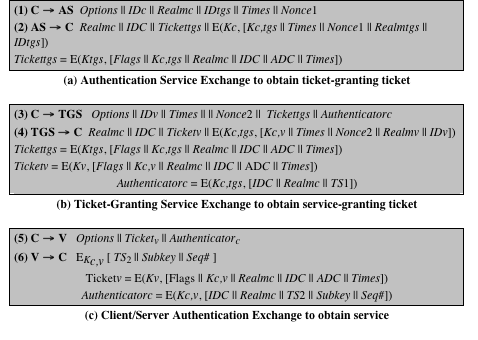 (1) C → AS Options || IDc || Realmc || IDtgs || Times || Nonce1
(2) AS → C Realmc || IDC || Tickettgs || E(Kc, [Kc,tgs || Times || Nonce1 || Realmtgs ||
IDtgs])
Tickettgs = E(Ktgs, [Flags || Kc,tgs || Realmc || IDC || ADC || Times])
(a) Authentication Service Exchange to obtain ticket-granting ticket
(3) C → TGS Options || IDv || Times || || Nonce2 || Tickettgs || Authenticatorc
(4) TGS → C Realmc || IDC || Ticketv || E(Kc,tgs, [Kc,v || Times || Nonce2 || Realmv || IDv])
Tickettgs = E(Ktgs, [Flags || Kc,tgs || Realmc || IDC || ADC || Times])
Ticketv = E(Kv, [Flags || Kc,v || Realmc || IDC || ADC || Times])
Authenticatorc = E(Kc,tgs, [IDC || Realmc || TS1])
(b) Ticket-Granting Service Exchange to obtain service-granting ticket
(5) C → V Options || Ticketv || Authenticatorc
(6) V → C EKC,V [ TS2 || Subkey || Seq# ]
Ticketv = E(Kv, [Flags || Kc,v || Realmc || IDC || ADC || Times])
Authenticatorc = E(Kc,v, [IDC || Realmc || TS2 || Subkey || Seq#])
(c) Client/Server Authentication Exchange to obtain service